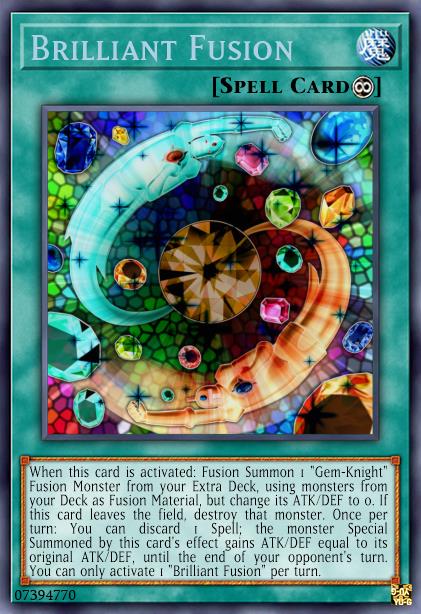 BRILLIANT FUSION
魔
[SPELL CARD]
When this card is activated: Fusion Summon 1 "Gem-Knight"
Fusion Monster from your Extra Deck, using monsters from
your Deck as Fusion Material, but change its ATK/DEF to 0. If
this card leaves the field, destroy that monster. Once per
turn: You can discard 1 Spell; the monster Special
Summoned by this card's effect gains ATK/DEF equal to its
original ATK/DEF, until the end of your opponent's turn.
You can only activate 1 "Brilliant Fusion" per turn.
07394770